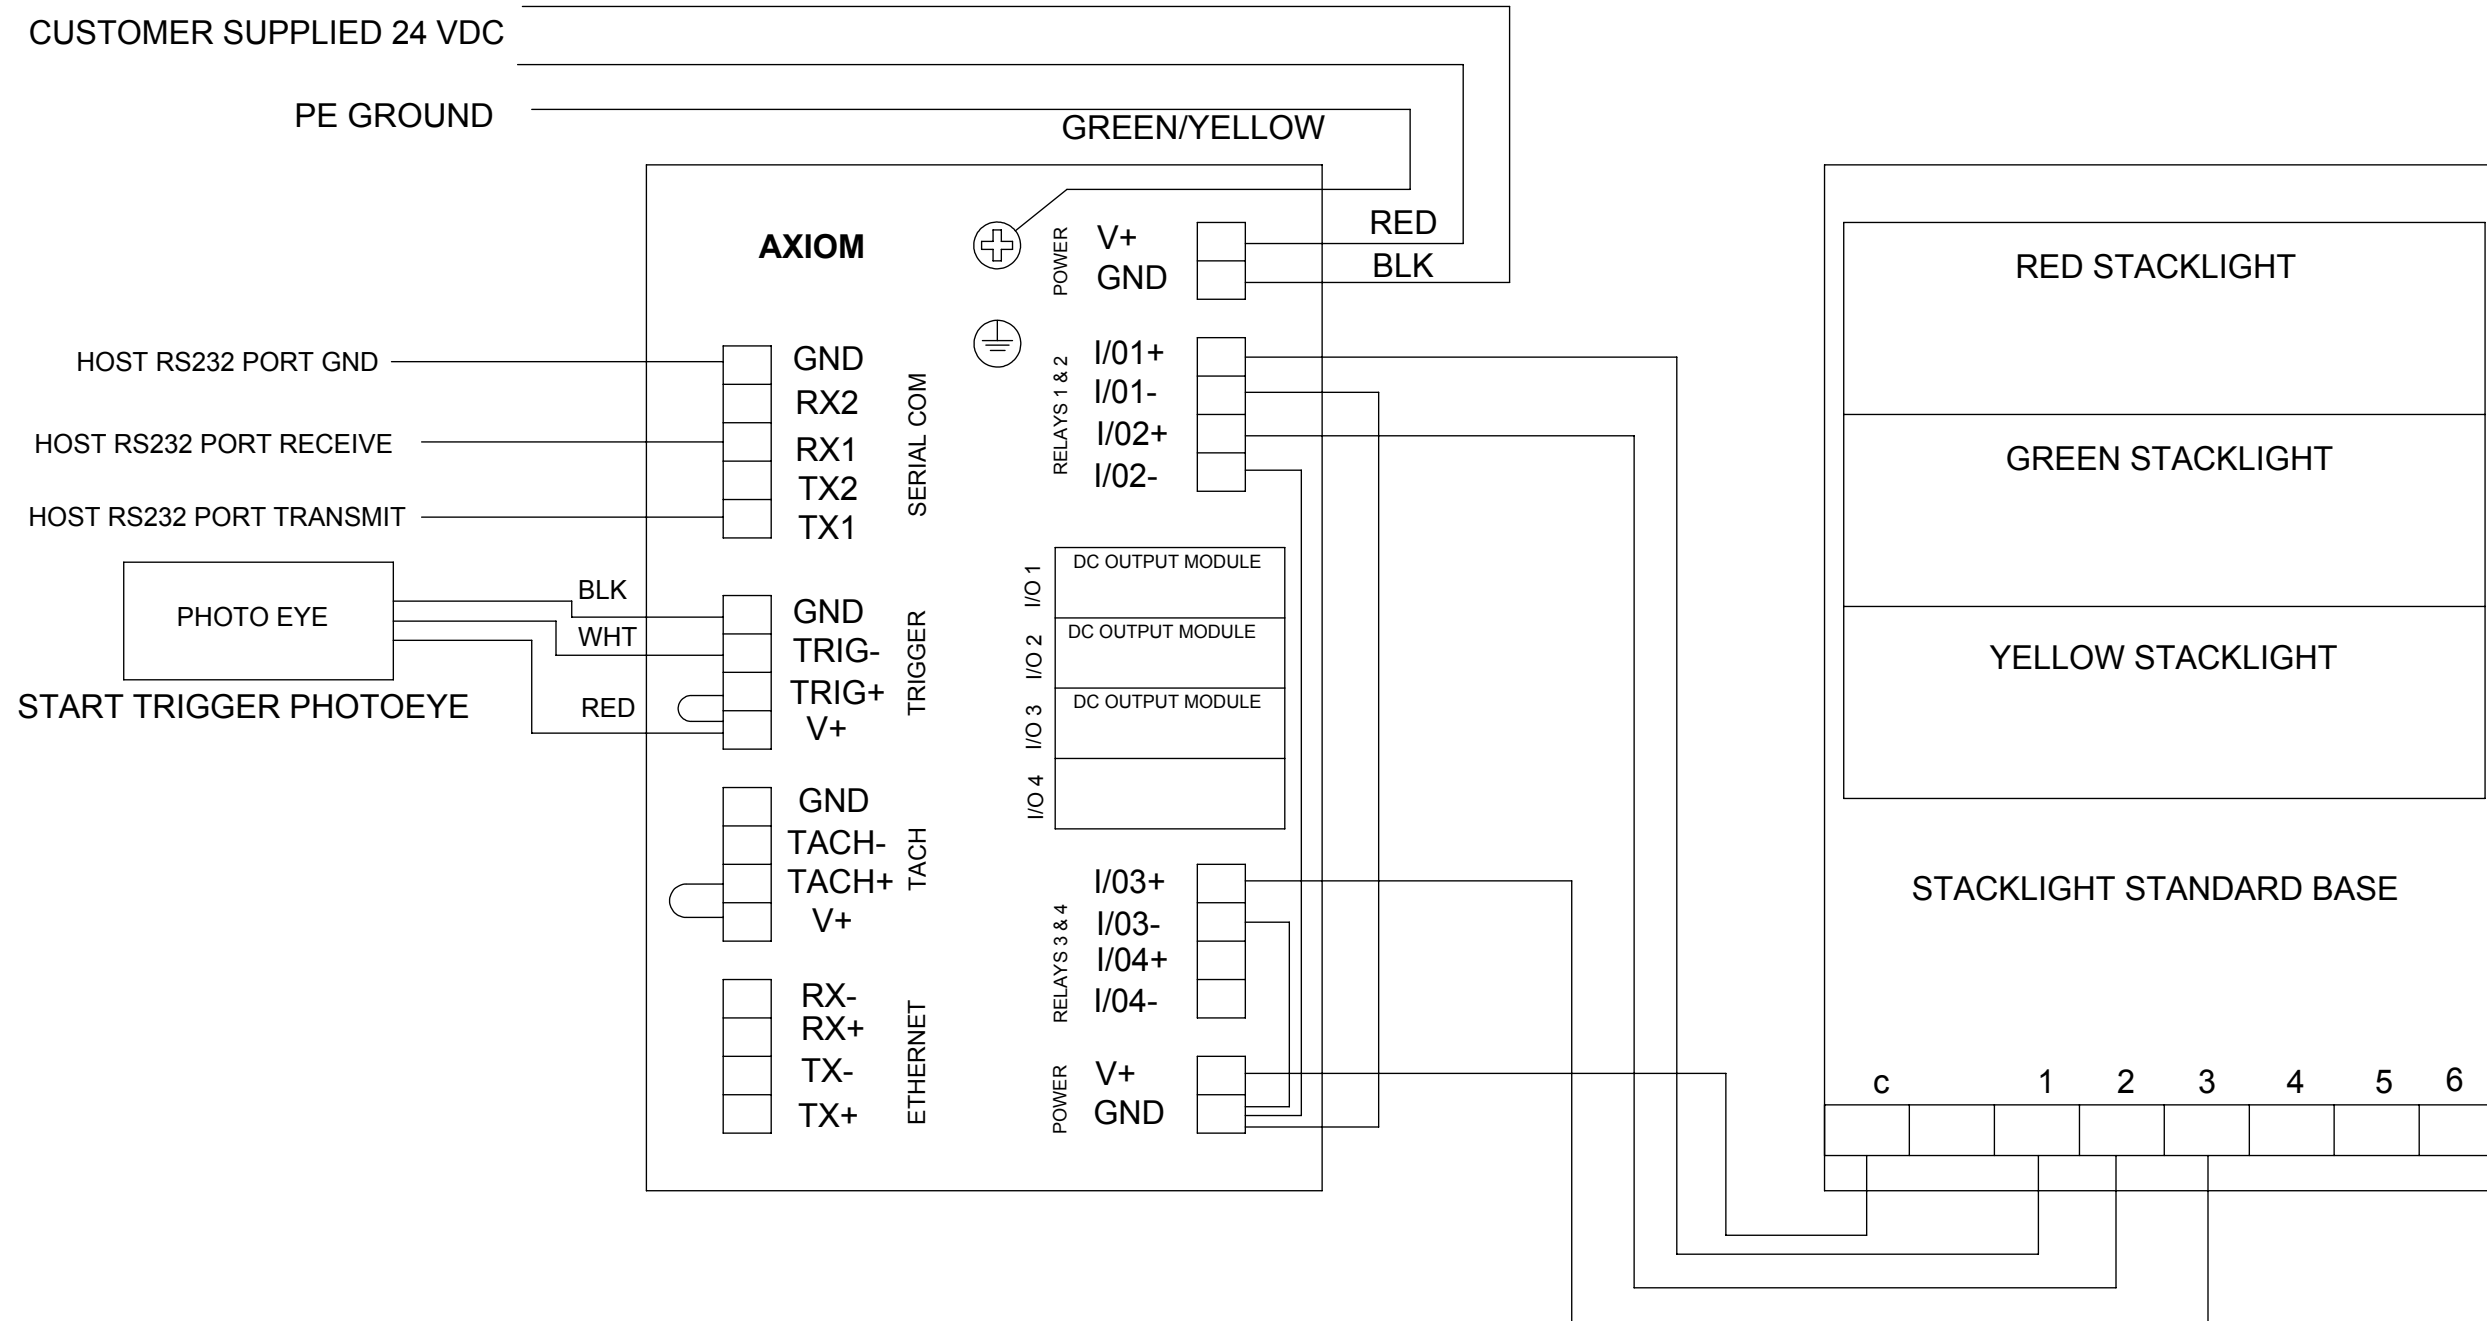 CUSTOMER SUPPLIED 24 VDC
PE GROUND
GREEN/YELLOW
AXIOM
POWER
V+
GND
RED
BLK
HOST RS232 PORT GND
HOST RS232 PORT RECEIVE
HOST RS232 PORT TRANSMIT
GND
RX2
RX1
TX2
TX1
SERIAL COM
RELAYS 1 & 2
I/01+
I/01-
I/02+
I/02-
PHOTO EYE
START TRIGGER PHOTOEYE
BLK
WHT
RED
GND
TRIG-
TRIG+
V+
TRIGGER
I/O 1
DC OUTPUT MODULE
I/O 2
DC OUTPUT MODULE
I/O 3
DC OUTPUT MODULE
I/O 4
GND
TACH-
TACH+
V+
TACH
RELAYS 3 & 4
I/03+
I/03-
I/04+
I/04-
RX-
RX+
TX-
TX+
ETHERNET
POWER
V+
GND
RED STACKLIGHT
GREEN STACKLIGHT
YELLOW STACKLIGHT
STACKLIGHT STANDARD BASE
c 1 2 3 4 5 6